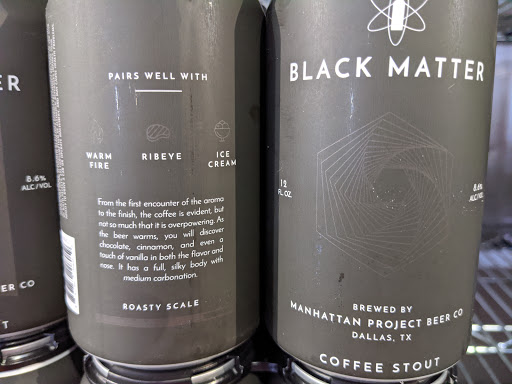 ER
8.6%
ALC/VOL
ER CO
T
PAIRS WELL WITH
WARM
FIRE
RIBEYE
ICE
CREAM
From the first encounter of the aroma
to the finish, the coffee is evident, but
not so much that it is overpowering. As
the beer warms, you will discover
chocolate, cinnamon, and even a
touch of vanilla in both the flavor and
nose. It has a full, silky body with
medium carbonation.
ROASTY SCALE
BLACK MATTER
12
FL. OZ.
8.6%
ALC/VOL
BREWED BY
MANHATTAN PROJECT BEER CO
DALLAS, TX
COFFEE STOUT